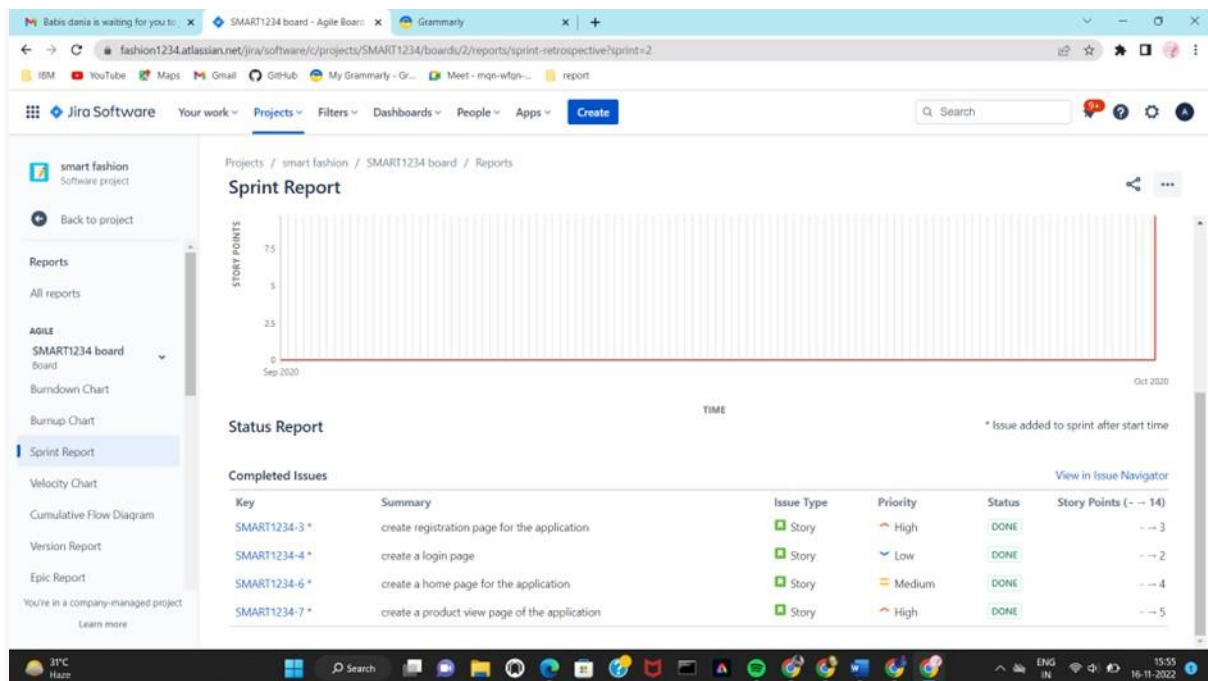 Babis dania is waiting for you to j
SMART1234 board - Agile Board
Grammarly
fashion1234.atlassian.net/jira/software/c/projects/SMART1234/boards/2/reports/sprint-retrospective?sprint=2
IBM YouTube Maps Gmail GitHub My Grammarly - Gr... Meet - mqn-wfqn-... report
Jira Software Your work Projects Filters Dashboards People Apps Create Search 9+ A
smart fashion
Software project
Back to project
Reports
All reports
AGILE
SMART1234 board
Board
Burndown Chart
Burnup Chart
Sprint Report
Velocity Chart
Cumulative Flow Diagram
Version Report
Epic Report
You're in a company-managed project
Learn more
Projects / smart fashion / SMART1234 board / Reports
Sprint Report
STORY POINTS
7.5
5
2.5
0
Sep 2020 Oct 2020
TIME
Status Report
* Issue added to sprint after start time
Completed Issues View in Issue Navigator
Key Summary Issue Type Priority Status Story Points (- → 14)
SMART1234-3 * create registration page for the application Story High DONE - → 3
SMART1234-4 * create a login page Story Low DONE - → 2
SMART1234-6 * create a home page for the application Story Medium DONE - → 4
SMART1234-7 * create a product view page of the application Story High DONE - → 5
31°C
Haze
Search
ENG
IN
15:55
16-11-2022